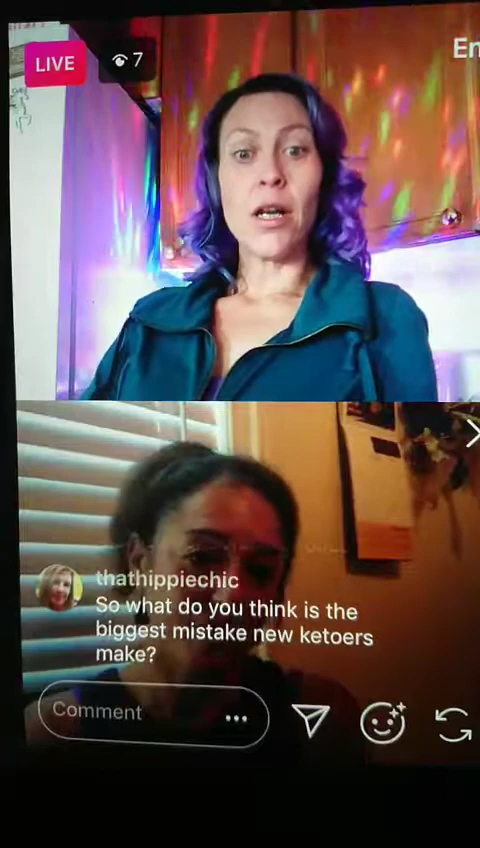 LIVE
7
En
thathippiechic
So what do you think is the
biggest mistake new ketoers
make?
Comment